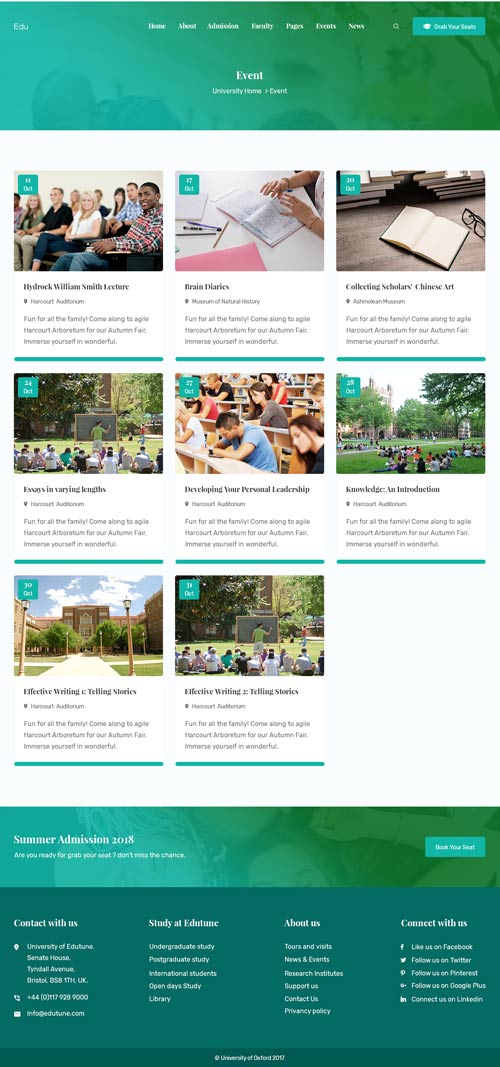 Edu
Home About Admission Faculty Pages Events News
Grab Your Seats
Event
University Home > Event
11
Oct
17
Oct
20
Oct
Hydrock William Smith Lecture
Harcourt Auditorium
Fun for all the family! Come along to agile
Harcourt Arboretum for our Autumn Fair.
Immerse yourself in wonderful.
Brain Diaries
Museum of Natural History
Fun for all the family! Come along to agile
Harcourt Arboretum for our Autumn Fair.
Immerse yourself in wonderful.
Collecting Scholars' Chinese Art
Ashmolean Museum
Fun for all the family! Come along to agile
Harcourt Arboretum for our Autumn Fair.
Immerse yourself in wonderful.
24
Oct
27
Oct
28
Oct
Essays in varying lengths
Harcourt Auditorium
Fun for all the family! Come along to agile
Harcourt Arboretum for our Autumn Fair.
Immerse yourself in wonderful.
Developing Your Personal Leadership
Harcourt Auditorium
Fun for all the family! Come along to agile
Harcourt Arboretum for our Autumn Fair.
Immerse yourself in wonderful.
Knowledge: An Introduction
Harcourt Auditorium
Fun for all the family! Come along to agile
Harcourt Arboretum for our Autumn Fair.
Immerse yourself in wonderful.
30
Oct
31
Oct
Effective Writing 1: Telling Stories
Harcourt Auditorium
Fun for all the family! Come along to agile
Harcourt Arboretum for our Autumn Fair.
Immerse yourself in wonderful.
Effective Writing 2: Telling Stories
Harcourt Auditorium
Fun for all the family! Come along to agile
Harcourt Arboretum for our Autumn Fair.
Immerse yourself in wonderful.
Summer Admission 2018
Are you ready for grab your seat ? don't miss the chance.
Book Your Seat
Contact with us
University of Edutune.
Senate House,
Tyndall Avenue,
Bristol, BS8 1TH, UK.
+44 (0)117 928 9000
Info@edutune.com
Study at Edutune
Undergraduate study
Postgraduate study
International students
Open days Study
Library
About us
Tours and visits
News & Events
Research Institutes
Support us
Contact Us
Privacy policy
Connect with us
Like us on Facebook
Follow us on Twitter
Follow us on Pinterest
Follow us on Google Plus
Connect us on Linkedin
© University of Oxford 2017